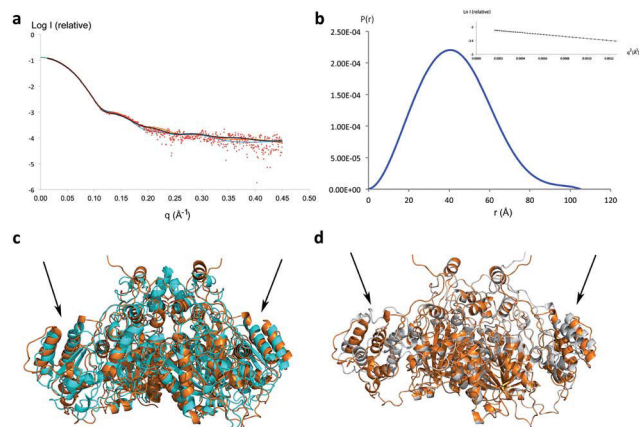 a
Log I (relative)
0
-1
-2
-3
-4
-5
-6
0.00 0.05 0.10 0.15 0.20 0.25 0.30 0.35 0.40 0.45 0.50
q (Å⁻¹)
b
P(r)
Ln I (relative)
2.50E-04
2.00E-04
1.50E-04
1.00E-04
5.00E-05
0.00E+00
0 20 40 60 80 100 120
r (Å)
c
d